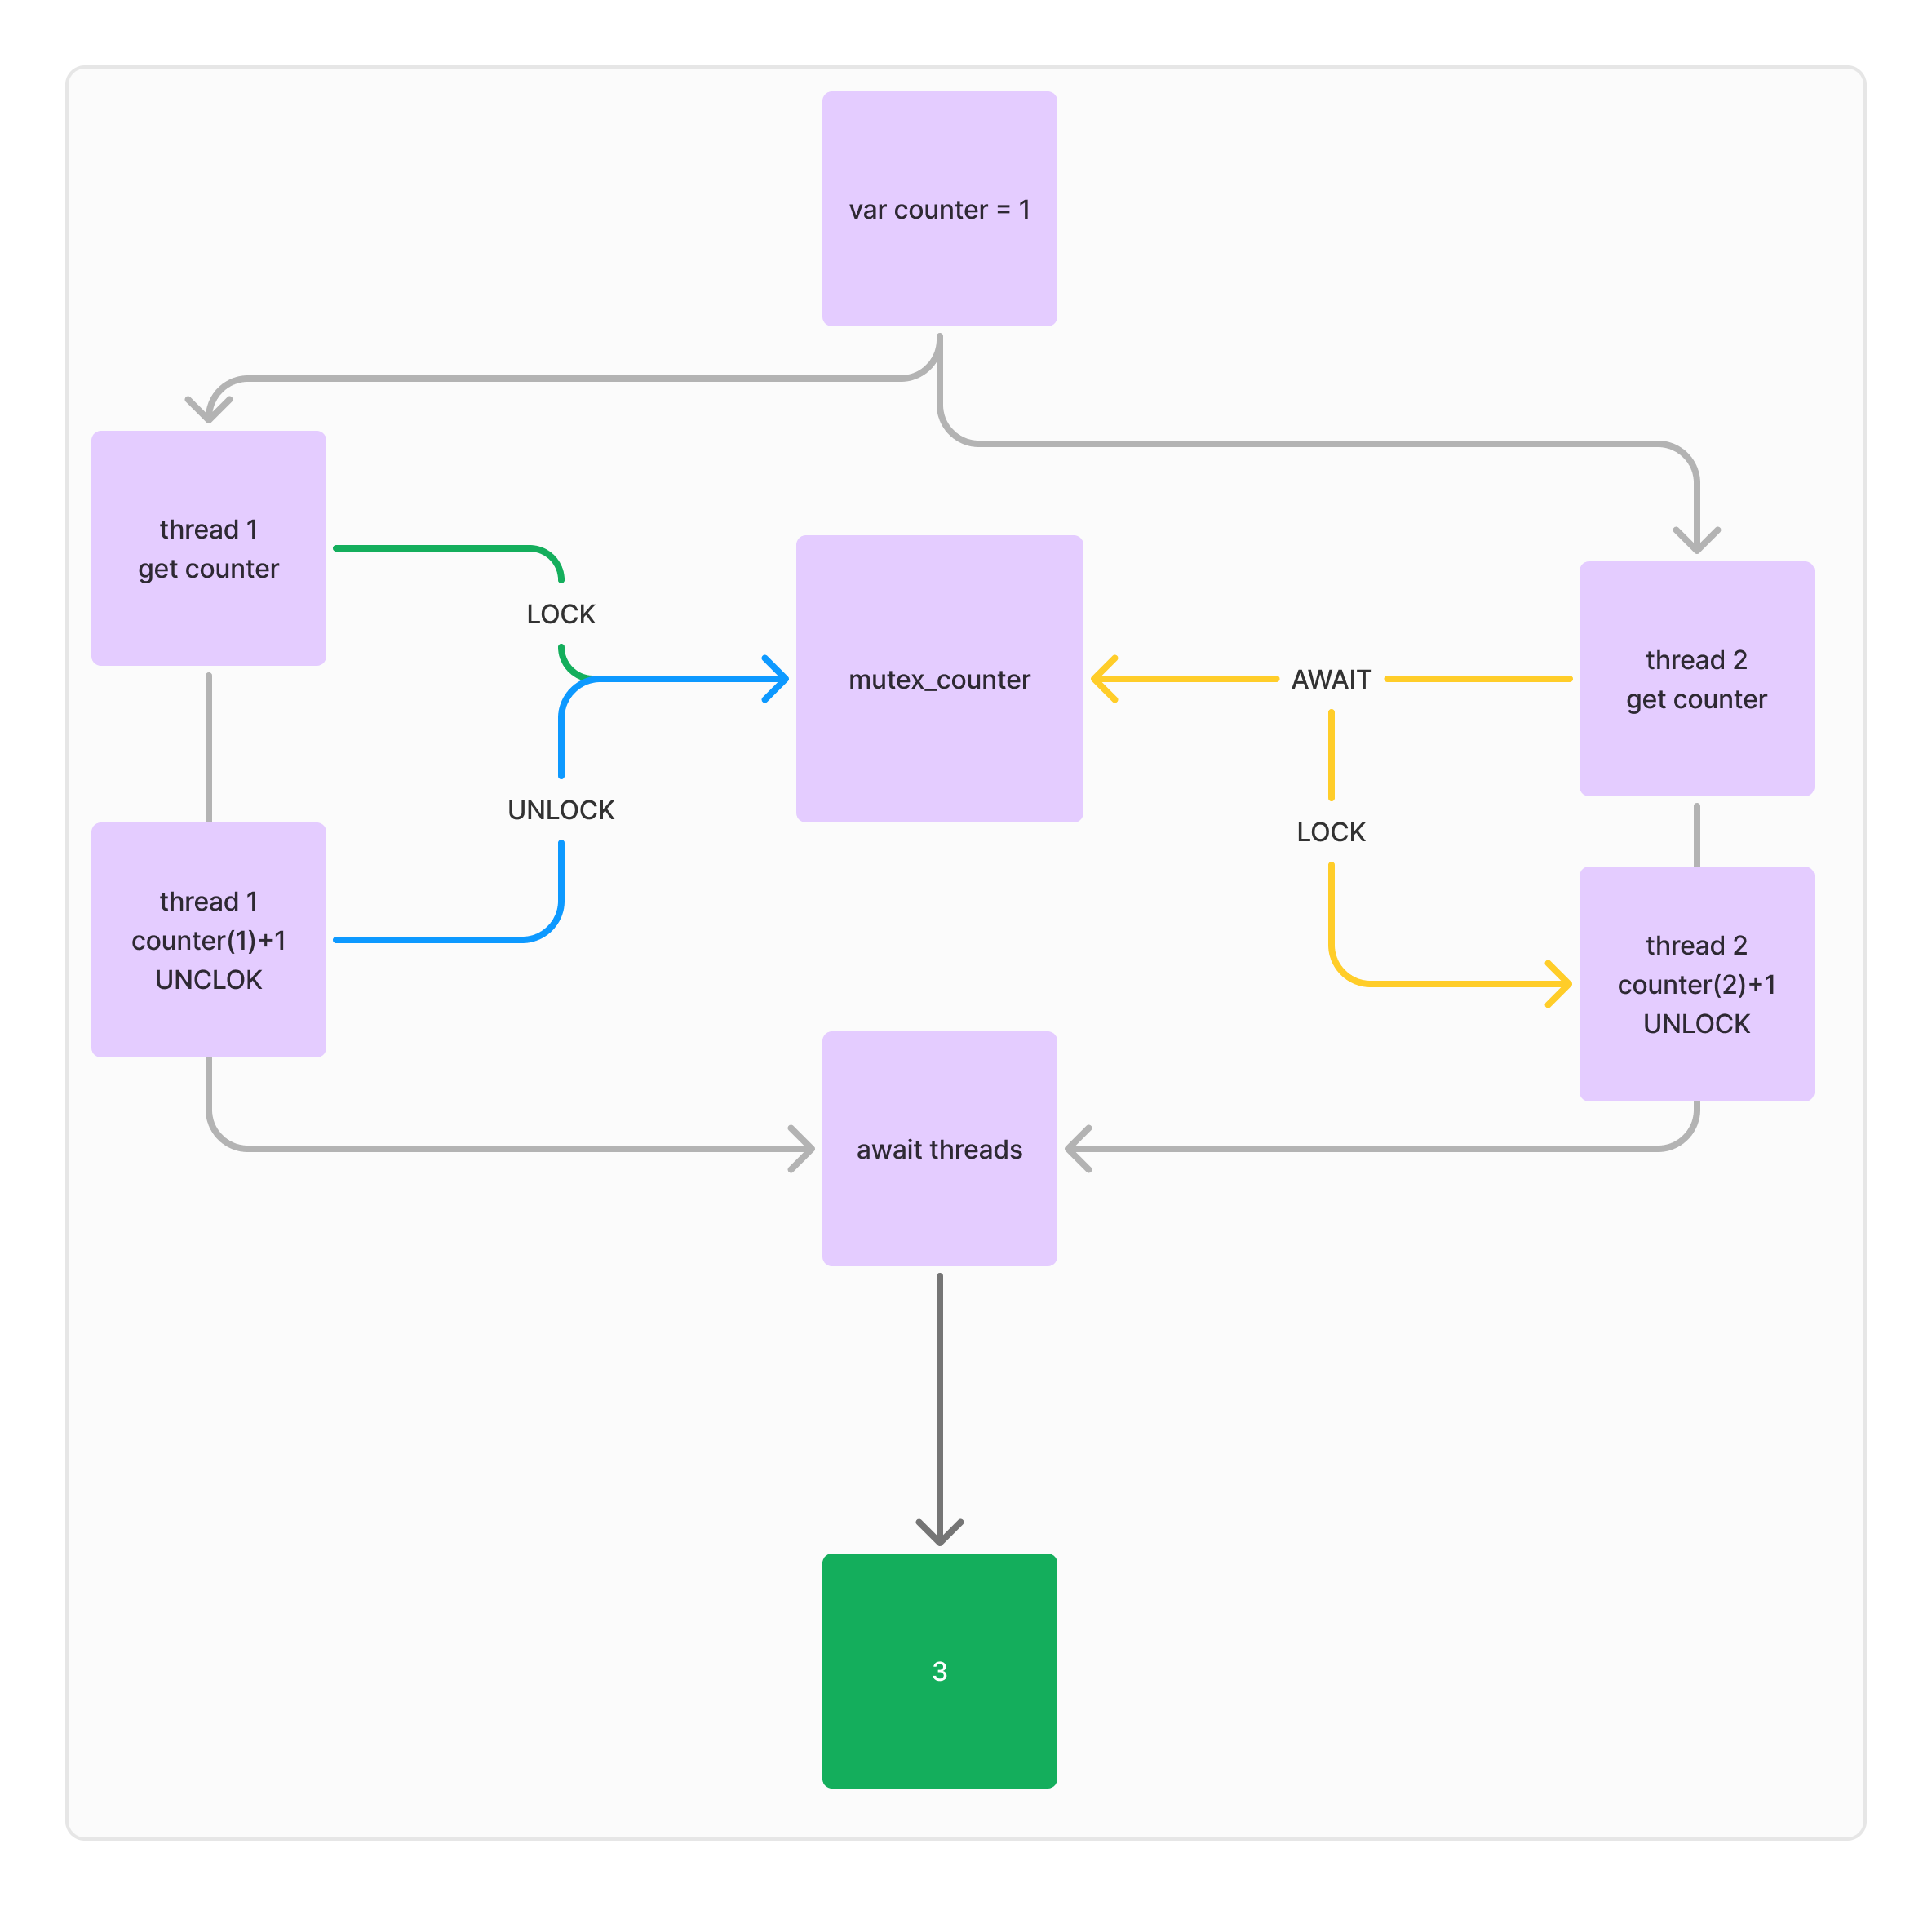 var counter = 1
thread 1
get counter
LOCK
mutex_counter
AWAIT
thread 2
get counter
UNLOCK
LOCK
thread 1
counter(1)+1
UNCLOK
thread 2
counter(2)+1
UNLOCK
await threads
3